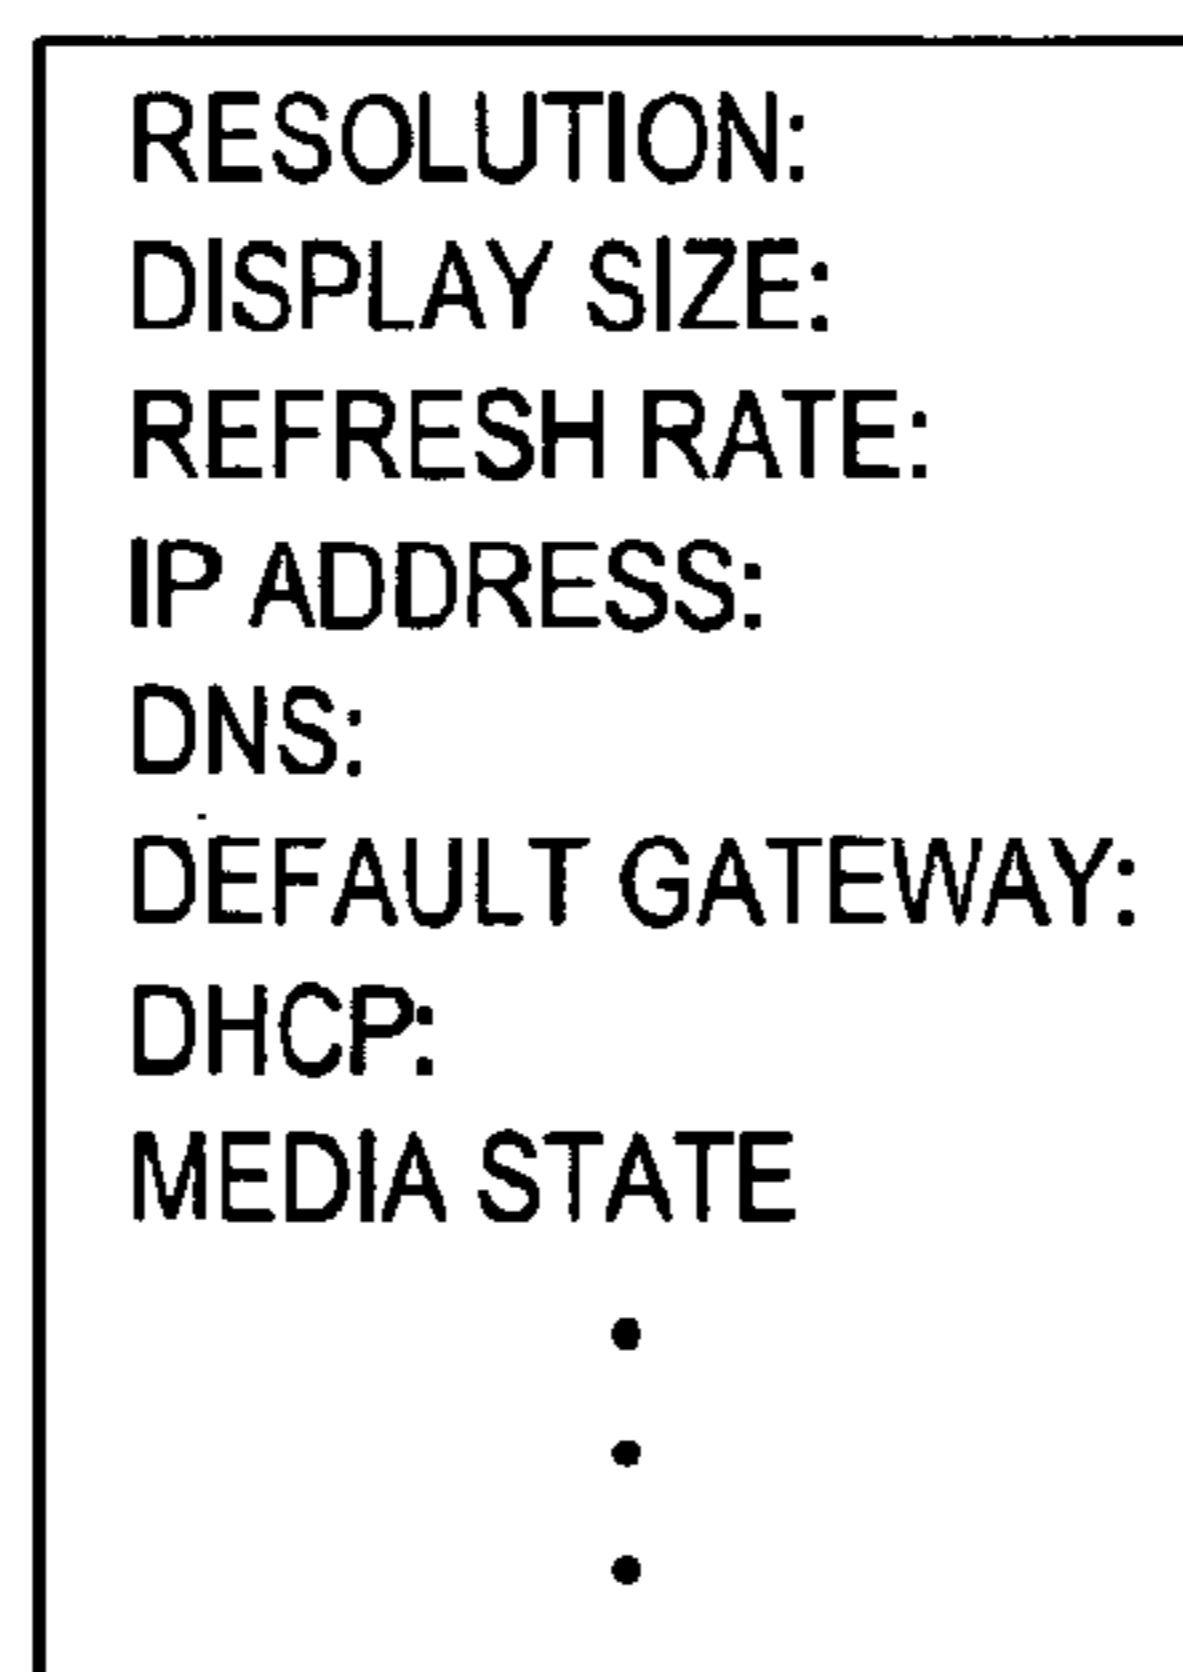 RESOLUTION:
DISPLAY SIZE:
REFRESH RATE:
IP ADDRESS:
DNS:
DEFAULT GATEWAY:
DHCP:
MEDIA STATE